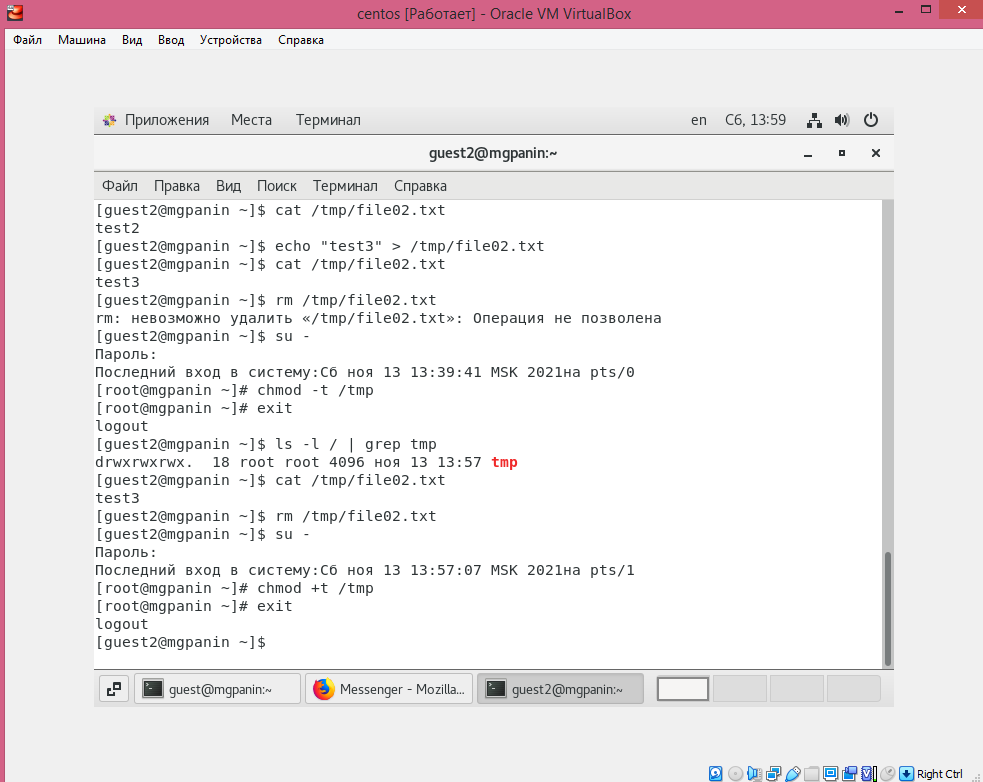 centos [Работает] - Oracle VM VirtualBox
Файл Машина Вид Ввод Устройства Справка
Приложения Места Терминал en Сб, 13:59
guest2@mgpanin:~
Файл Правка Вид Поиск Терминал Справка
[guest2@mgpanin ~]$ cat /tmp/file02.txt
test2
[guest2@mgpanin ~]$ echo "test3" > /tmp/file02.txt
[guest2@mgpanin ~]$ cat /tmp/file02.txt
test3
[guest2@mgpanin ~]$ rm /tmp/file02.txt
rm: невозможно удалить «/tmp/file02.txt»: Операция не позволена
[guest2@mgpanin ~]$ su -
Пароль:
Последний вход в систему:Сб ноя 13 13:39:41 MSK 2021на pts/0
[root@mgpanin ~]# chmod -t /tmp
[root@mgpanin ~]# exit
logout
[guest2@mgpanin ~]$ ls -l / | grep tmp
drwxrwxrwx.  18 root root 4096 ноя 13 13:57 tmp
[guest2@mgpanin ~]$ cat /tmp/file02.txt
test3
[guest2@mgpanin ~]$ rm /tmp/file02.txt
[guest2@mgpanin ~]$ su -
Пароль:
Последний вход в систему:Сб ноя 13 13:57:07 MSK 2021на pts/1
[root@mgpanin ~]# chmod +t /tmp
[root@mgpanin ~]# exit
logout
[guest2@mgpanin ~]$
guest@mgpanin:~ Messenger - Mozilla... guest2@mgpanin:~
Right Ctrl